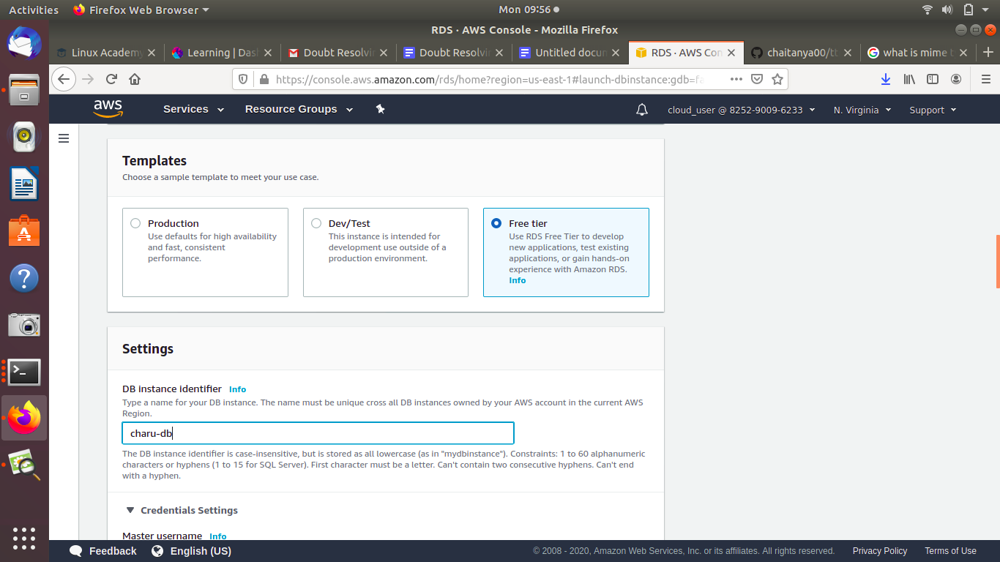 Activities
Firefox Web Browser
Mon 09:56
RDS · AWS Console - Mozilla Firefox
Linux Academy
Learning | Das
Doubt Resolvin
Doubt Resolvin
Untitled docum
RDS · AWS Con
chaitanya00/tt
what is mime t
https://console.aws.amazon.com/rds/home?region=us-east-1#launch-dbinstance:gdb=fa
aws
Services
Resource Groups
cloud_user @ 8252-9009-6233
N. Virginia
Support
Templates
Choose a sample template to meet your use case.
Production
Use defaults for high availability
and fast, consistent
performance.
Dev/Test
This instance is intended for
development use outside of a
production environment.
Free tier
Use RDS Free Tier to develop
new applications, test existing
applications, or gain hands-on
experience with Amazon RDS.
Info
Settings
DB instance identifier Info
Type a name for your DB instance. The name must be unique cross all DB instances owned by your AWS account in the current AWS
Region.
charu-db
The DB instance identifier is case-insensitive, but is stored as all lowercase (as in "mydbinstance"). Constraints: 1 to 60 alphanumeric
characters or hyphens (1 to 15 for SQL Server). First character must be a letter. Can't contain two consecutive hyphens. Can't end
with a hyphen.
Credentials Settings
Master username Info
Feedback
English (US)
© 2008 - 2020, Amazon Web Services, Inc. or its affiliates. All rights reserved.
Privacy Policy
Terms of Use